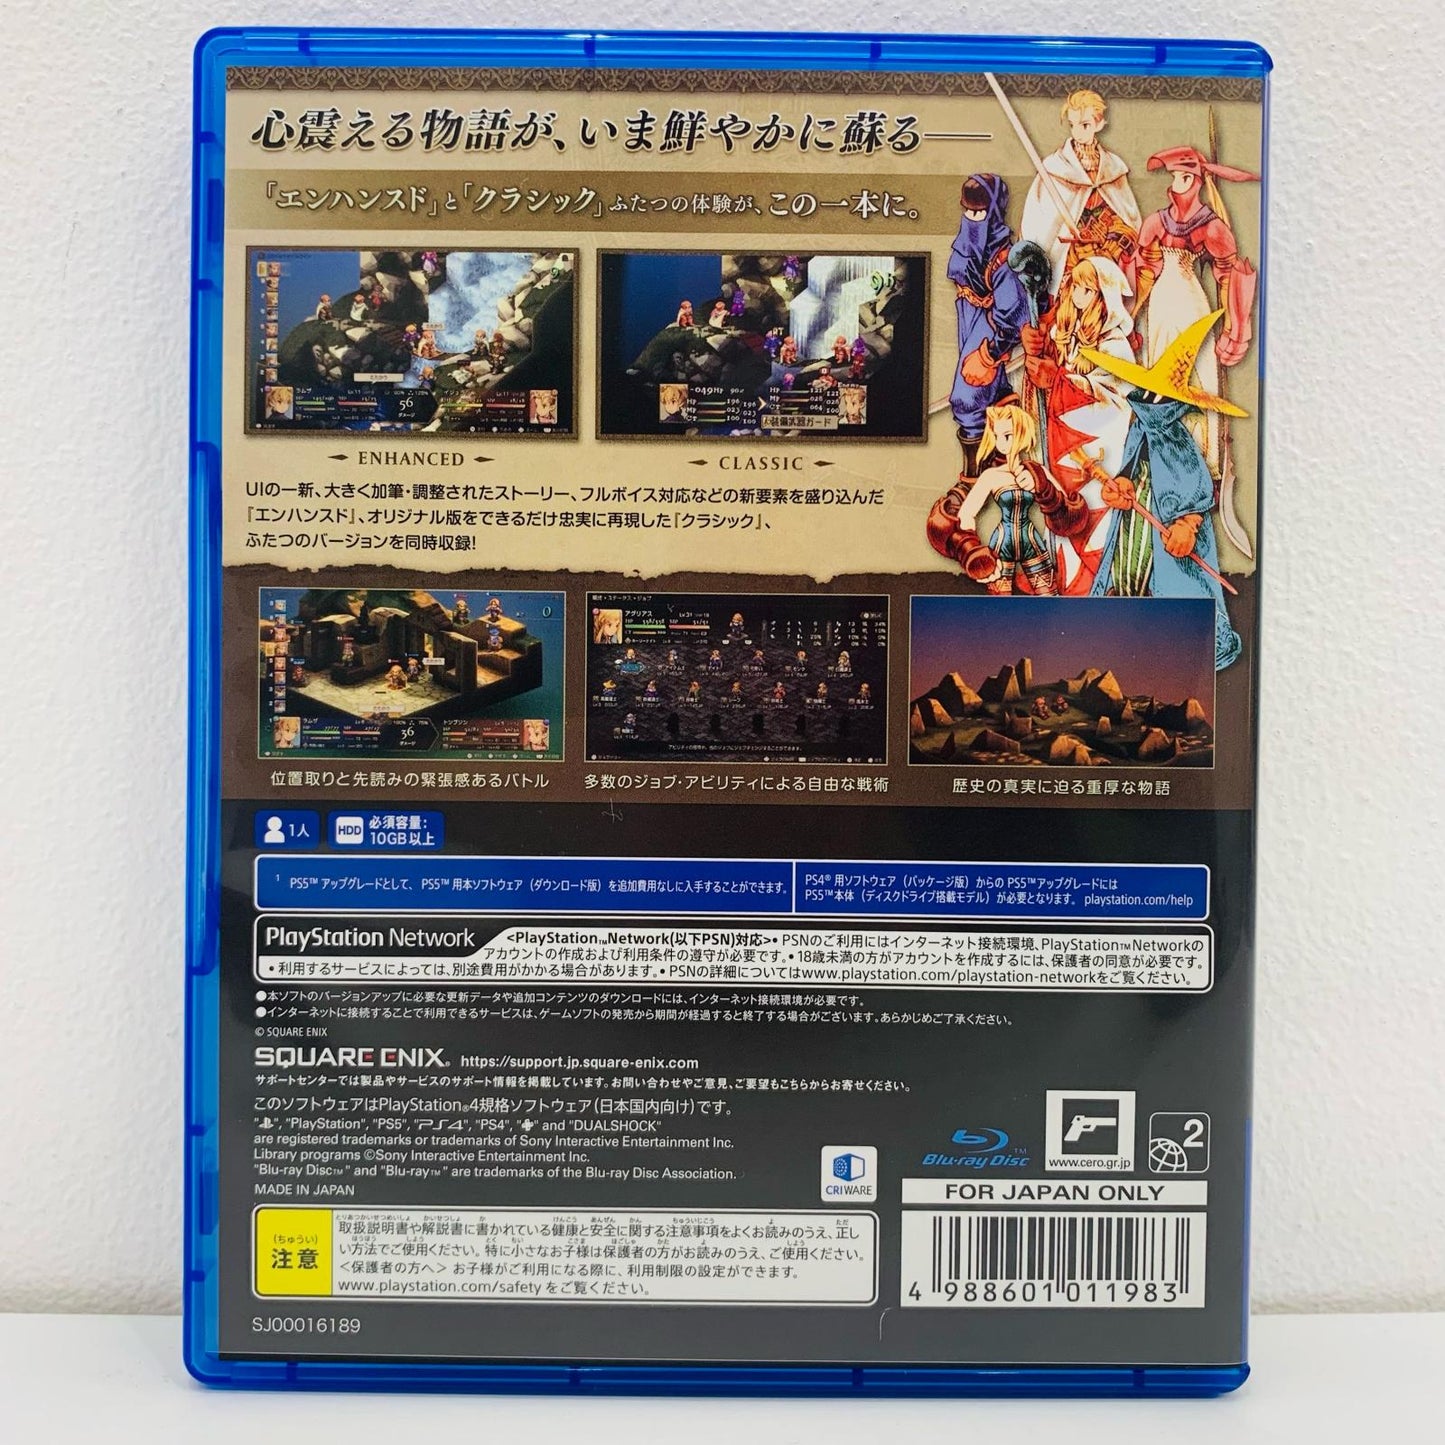 心震える物語が、いま鮮やかに蘇る――
『エンハンスド』と『クラシック』ふたつの体験が、この一本に。
ENHANCED
CLASSIC
UIの一新、大きく加筆・調整されたストーリー、フルボイス対応などの新要素を盛り込んだ
『エンハンスド』、オリジナル版をできるだけ忠実に再現した『クラシック』、
ふたつのバージョンを同時収録!
位置取りと先読みの緊張感あるバトル
多数のジョブ・アビリティによる自由な戦術
歴史の真実に迫る重厚な物語
1人
HDD 必須容量:
10GB以上
1 PS5™ アップグレードとして、 PS5™ 用本ソフトウェア (ダウンロード版) を追加費用なしに入手することができます。
PS4® 用ソフトウェア (パッケージ版) からの PS5™アップグレードには
PS5™本体 (ディスクドライブ搭載モデル) が必要となります。 playstation.com/help
PlayStation Network
<PlayStation™Network(以下PSN)対応>• PSNのご利用にはインターネット接続環境、PlayStation™Networkの
アカウントの作成および利用条件の遵守が必要です。• 18歳未満の方がアカウントを作成するには、保護者の同意が必要です。
• 利用するサービスによっては、別途費用がかかる場合があります。• PSNの詳細についてはwww.playstation.com/playstation-networkをご覧ください。
●本ソフトのバージョンアップに必要な更新データや追加コンテンツのダウンロードには、インターネット接続環境が必要です。
●インターネットに接続することで利用できるサービスは、ゲームソフトの発売から期間が経過すると終了する場合がございます。あらかじめご了承ください。
© SQUARE ENIX
SQUARE ENIX® https://support.jp.square-enix.com
サポートセンターでは製品やサービスのサポート情報を掲載しています。お問い合わせやご意見、ご要望もこちらからお寄せください。
このソフトウェアはPlayStation®4規格ソフトウェア(日本国内向け)です。
" ", "PlayStation", "PS5", "PS4", "PS4", " " and "DUALSHOCK"
are registered trademarks or trademarks of Sony Interactive Entertainment Inc.
Library programs ©Sony Interactive Entertainment Inc.
"Blu-ray Disc™" and "Blu-ray™" are trademarks of the Blu-ray Disc Association.
MADE IN JAPAN
CRIWARE
Blu-ray Disc™
www.cero.gr.jp
2
FOR JAPAN ONLY
(ちゅうい)
注意
取扱説明書や解説書に書かれている健康と安全に関する注意事項をよくお読みのうえ、正し
い方法でご使用ください。特に小さなお子様は保護者の方がお読みのうえ、ご使用ください。
<保護者の方へ> お子様がご利用になる際に、利用制限の設定ができます。
www.playstation.com/safety をご覧ください。
4 988601 011983
SJ00016189